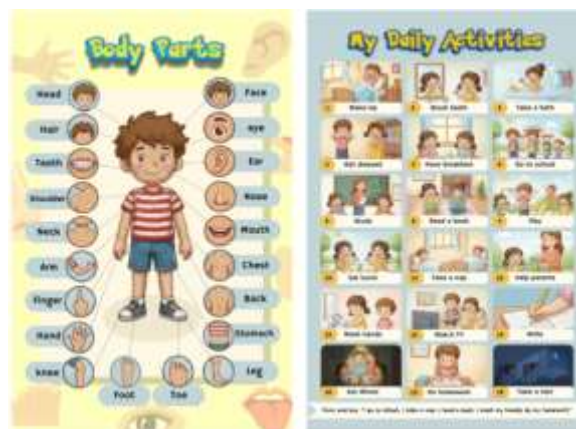 Body Parts
Head
Hair
Teeth
Shoulder
Neck
Arm
Finger
Hand
knee
Foot
Toe
Face
eye
Ear
Nose
Mouth
Chest
Back
Stomach
leg
My Daily Activities
Wake up
Brush teeth
Take a bath
Get dressed
Have breakfast
Go to school
Study
Read a book
Play
Eat lunch
Take a nap
Help parents
Wash hands
Watch TV
Write
Eat dinner
Do homework